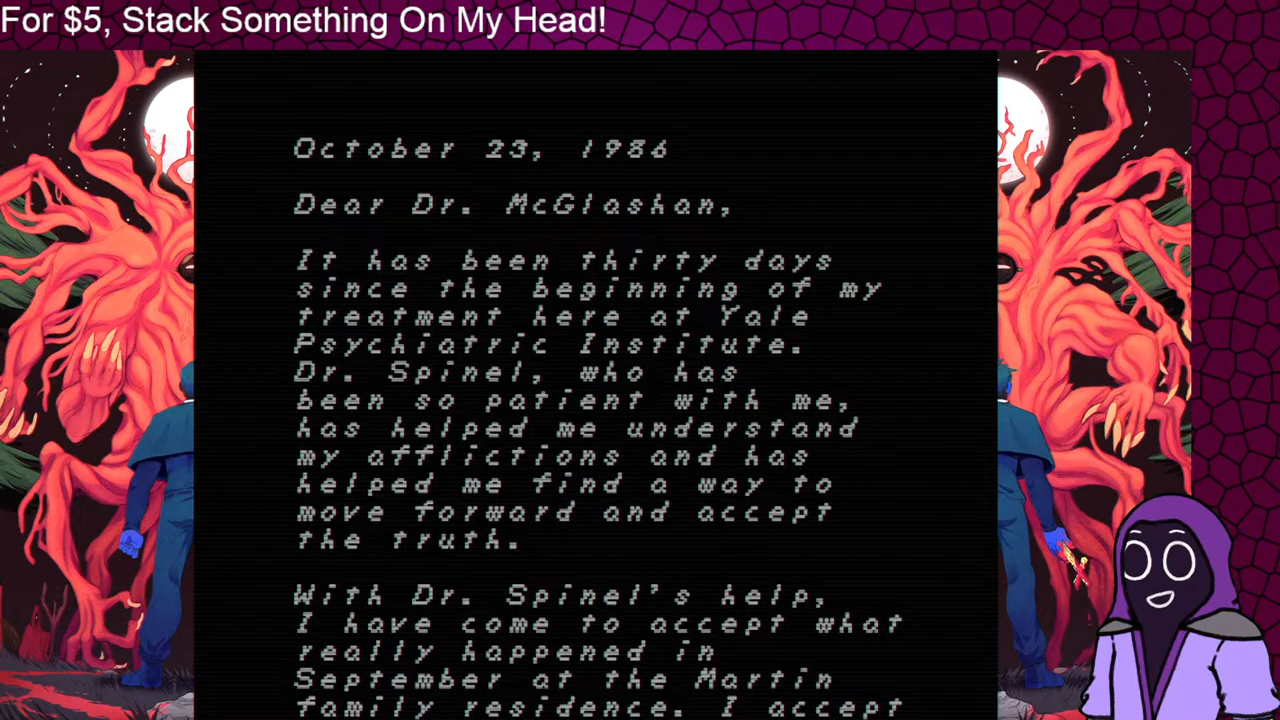 For $5, Stack Something On My Head!
October 23, 1986
Dear Dr. McGlashan,
It has been thirty days
since the beginning of my
treatment here at Yale
Psychiatric Institute.
Dr. Spinel, who has
been so patient with me,
has helped me understand
my afflictions and has
helped me find a way to
move forward and accept
the truth.
With Dr. Spinel's help,
I have come to accept what
really happened in
September at the Martin
family residence. I accept